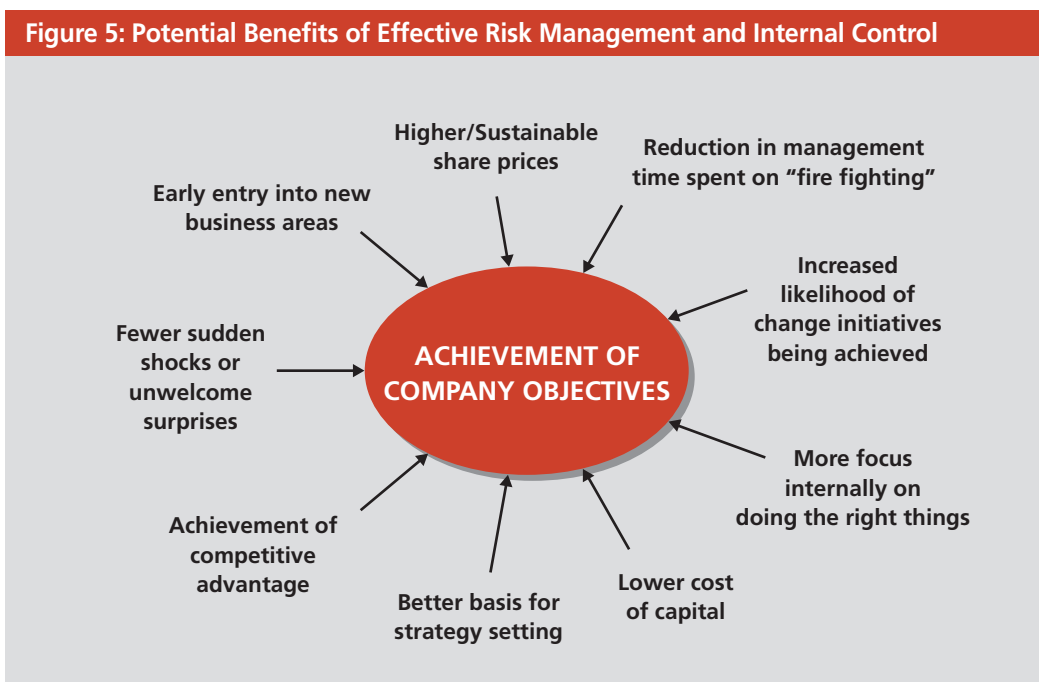 Figure 5: Potential Benefits of Effective Risk Management and Internal Control
Higher/Sustainable
share prices
Reduction in management
time spent on “fire fighting”
Early entry into new
business areas
Increased
likelihood of
change initiatives
being achieved
Fewer sudden
shocks or
unwelcome
surprises
ACHIEVEMENT OF
COMPANY OBJECTIVES
More focus
internally on
doing the right things
Achievement of
competitive
advantage
Better basis for
strategy setting
Lower cost
of capital